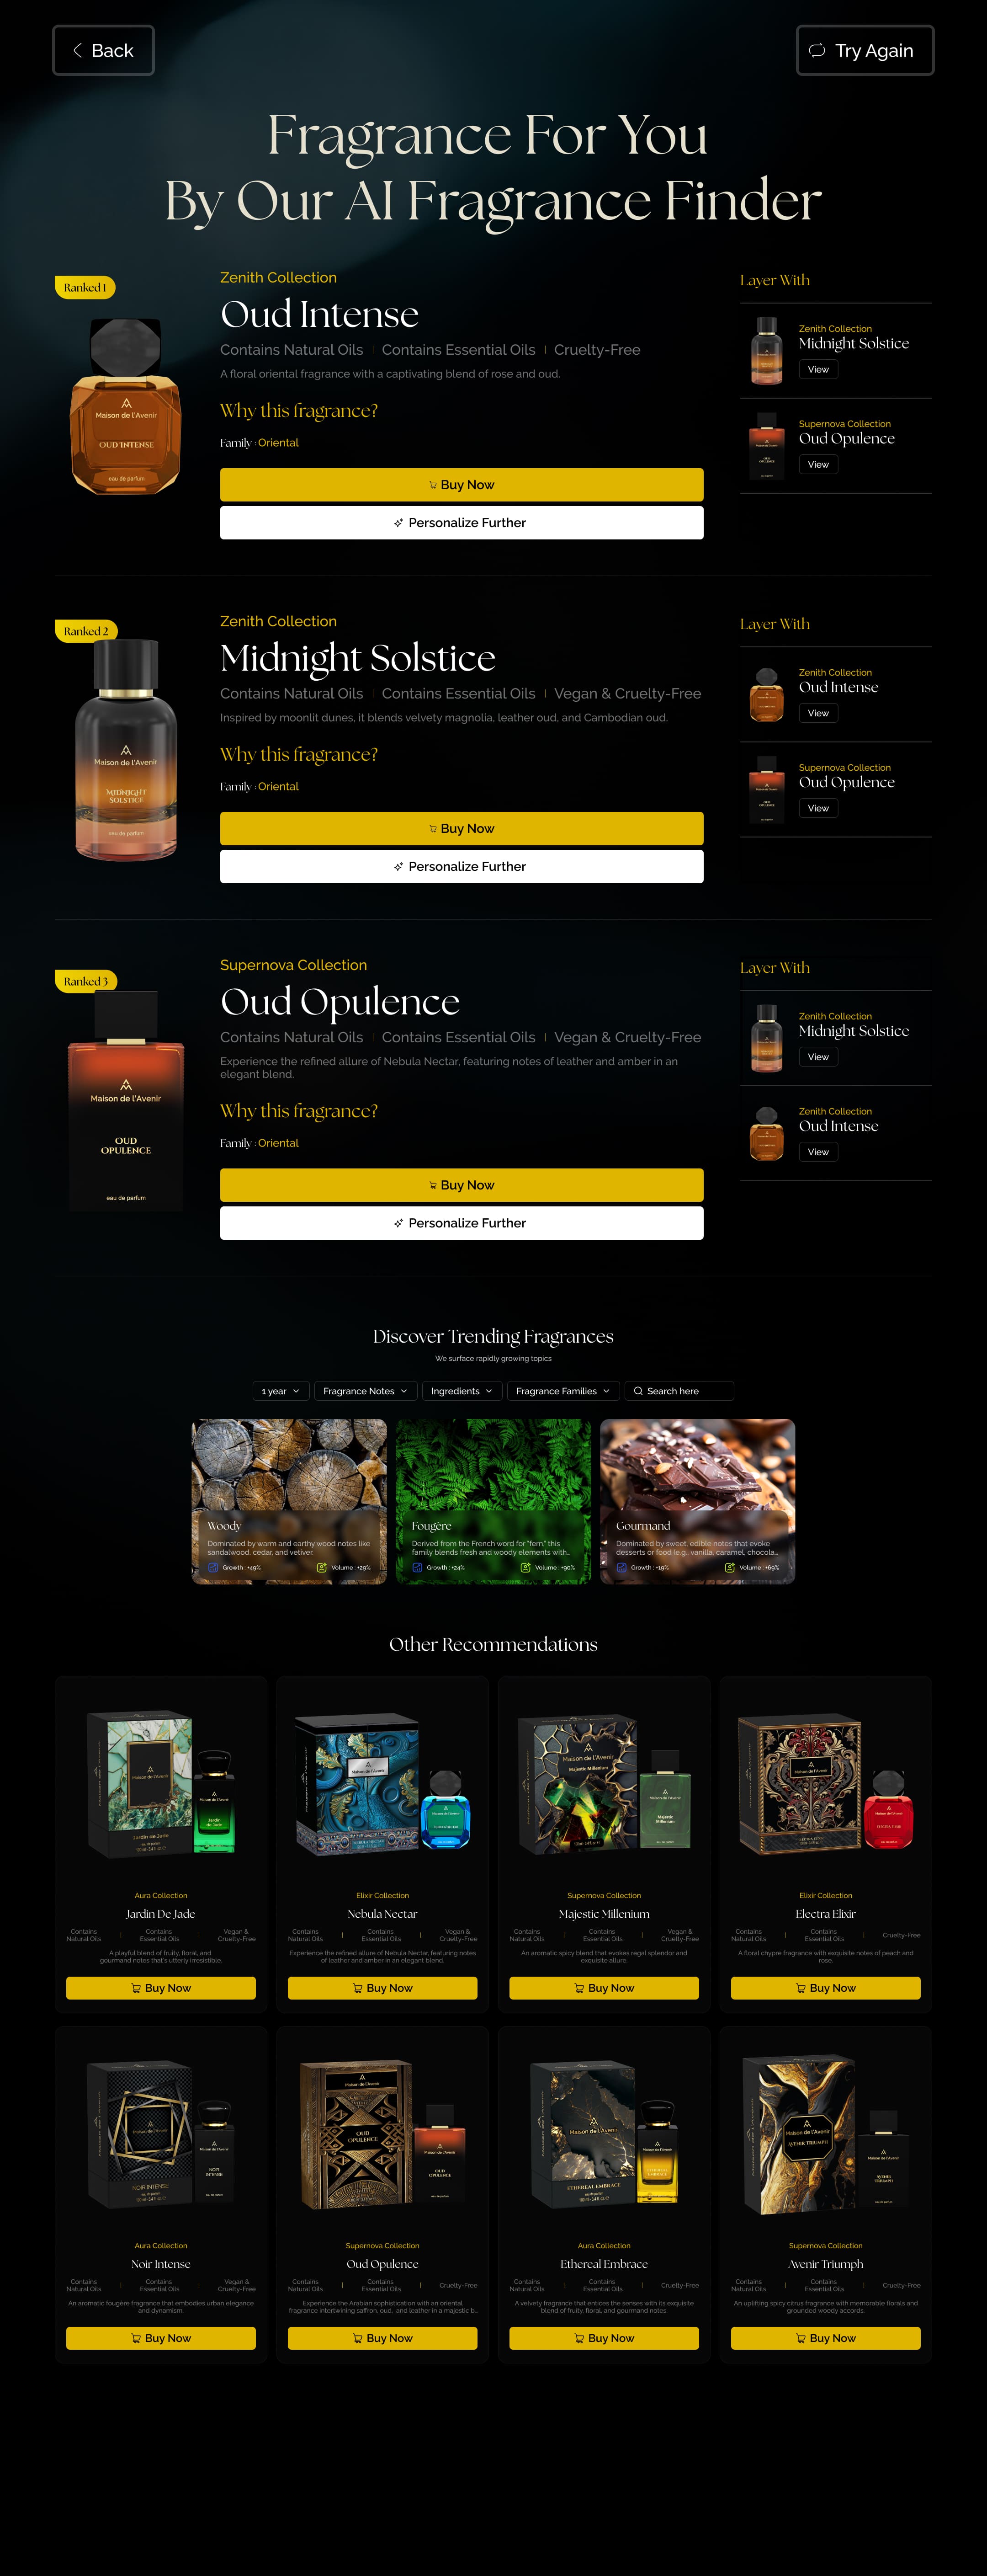 Back
Try Again
Fragrance For You
By Our AI Fragrance Finder
Ranked 1
Maison de l'Avenir
OUD INTENSE
eau de parfum
Zenith Collection
Oud Intense
Contains Natural Oils | Contains Essential Oils | Cruelty-Free
A floral oriental fragrance with a captivating blend of rose and oud.
Why this fragrance?
Family : Oriental
Buy Now
Personalize Further
Layer With
Zenith Collection
Midnight Solstice
View
Supernova Collection
Oud Opulence
View
Ranked 2
Maison de l'Avenir
MIDNIGHT
SOLSTICE
eau de parfum
Zenith Collection
Midnight Solstice
Contains Natural Oils | Contains Essential Oils | Vegan & Cruelty-Free
Inspired by moonlit dunes, it blends velvety magnolia, leather oud, and Cambodian oud.
Why this fragrance?
Family : Oriental
Buy Now
Personalize Further
Layer With
Zenith Collection
Oud Intense
View
Supernova Collection
Oud Opulence
View
Ranked 3
Maison de l'Avenir
OUD
OPULENCE
eau de parfum
Supernova Collection
Oud Opulence
Contains Natural Oils | Contains Essential Oils | Vegan & Cruelty-Free
Experience the refined allure of Nebula Nectar, featuring notes of leather and amber in an
elegant blend.
Why this fragrance?
Family : Oriental
Buy Now
Personalize Further
Layer With
Zenith Collection
Midnight Solstice
View
Zenith Collection
Oud Intense
View
Discover Trending Fragrances
We surface rapidly growing topics
1 year
Fragrance Notes
Ingredients
Fragrance Families
Search here
Woody
Dominated by warm and earthy wood notes like
sandalwood, cedar, and vetiver.
Growth : +49%
Volume : +29%
Fougère
Derived from the French word for "fern," this
family blends fresh and woody elements with...
Growth : +24%
Volume : +90%
Gourmand
Dominated by sweet, edible notes that evoke
desserts or food (e.g., vanilla, caramel, chocola...
Growth : +19%
Volume : +69%
Other Recommendations
Aura Collection
Jardin De Jade
Contains
Natural Oils
|
Contains
Essential Oils
|
Vegan &
Cruelty-Free
A playful blend of fruity, floral, and
gourmand notes that's utterly irresistible.
Buy Now
Elixir Collection
Nebula Nectar
Contains
Natural Oils
|
Contains
Essential Oils
|
Vegan &
Cruelty-Free
Experience the refined allure of Nebula Nectar, featuring notes
of leather and amber in an elegant blend.
Buy Now
Maison de l'Avenir
Majestic Millenium
Supernova Collection
Majestic Millenium
Contains
Natural Oils
|
Contains
Essential Oils
|
Vegan &
Cruelty-Free
An aromatic spicy blend that evokes regal splendor and
exquisite allure.
Buy Now
Elixir Collection
Electra Elixir
Contains
Natural Oils
|
Contains
Essential Oils
|
Cruelty-Free
A floral chypre fragrance with exquisite notes of peach and
rose.
Buy Now
NOIR INTENSE
Aura Collection
Noir Intense
Contains
Natural Oils
|
Contains
Essential Oils
|
Vegan &
Cruelty-Free
An aromatic fougère fragrance that embodies urban elegance
and dynamism.
Buy Now
OUD
OPULENCE
Supernova Collection
Oud Opulence
Contains
Natural Oils
|
Contains
Essential Oils
|
Cruelty-Free
Experience the Arabian sophistication with an oriental
fragrance intertwining saffron, oud, and leather in a majestic b...
Buy Now
Maison de l'Avenir
ETHEREAL EMBRACE
Aura Collection
Ethereal Embrace
Contains
Natural Oils
|
Contains
Essential Oils
|
Cruelty-Free
A velvety fragrance that entices the senses with its exquisite
blend of fruity, floral, and gourmand notes.
Buy Now
Maison de l'Avenir
AVENIR TRIUMPH
Supernova Collection
Avenir Triumph
Contains
Natural Oils
|
Contains
Essential Oils
|
Cruelty-Free
An uplifting spicy citrus fragrance with memorable florals and
grounded woody accords.
Buy Now